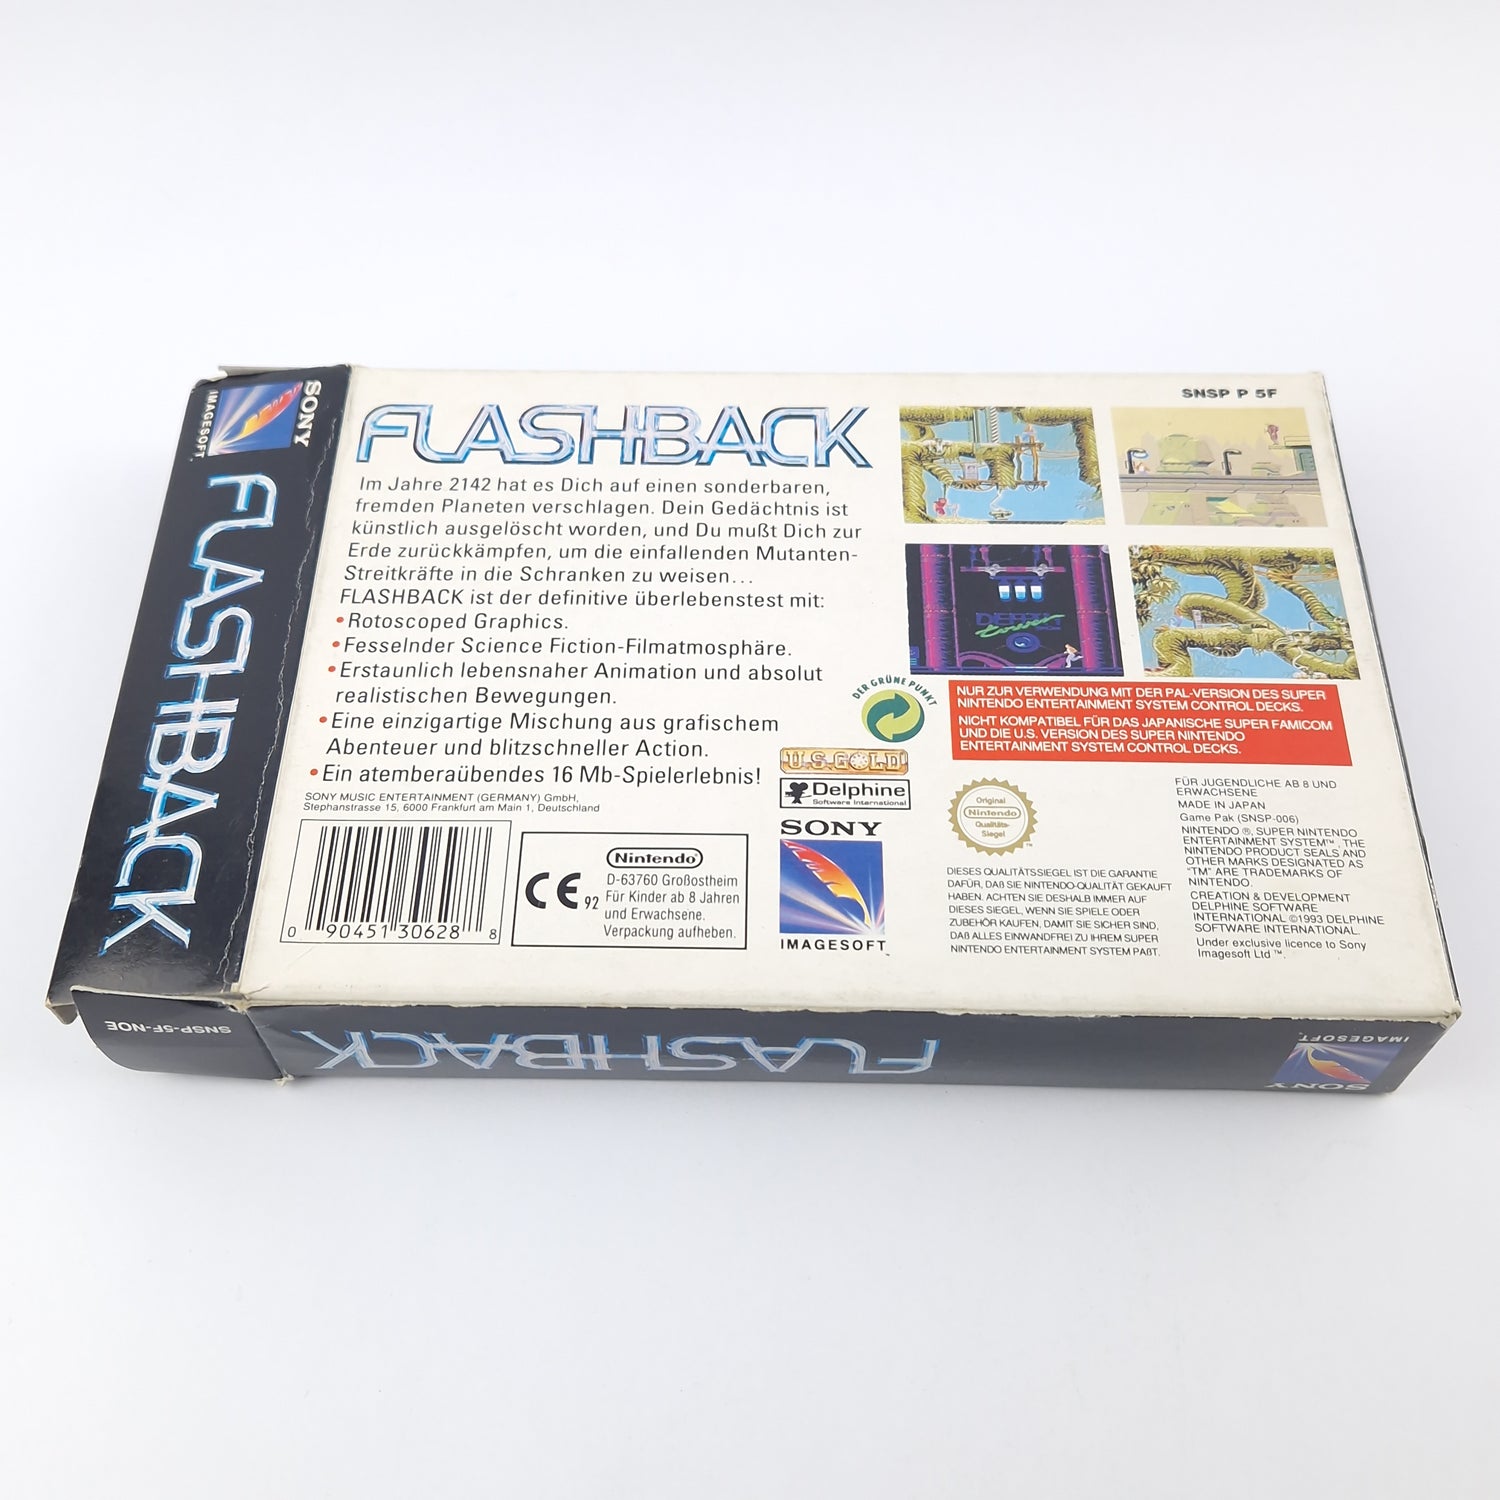 SONY
IMAGESOFT
FLASHBACK
FLASHBACK
Im Jahre 2142 hat es Dich auf einen sonderbaren,
fremden Planeten verschlagen. Dein Gedächtnis ist
künstlich ausgelöscht worden, und Du mußt Dich zur
Erde zurückkämpfen, um die einfallenden Mutanten-
Streitkräfte in die Schranken zu weisen...
FLASHBACK ist der definitive überlebenstest mit:
•Rotoscoped Graphics.
•Fesselnder Science Fiction-Filmatmosphäre.
•Erstaunlich lebensnaher Animation und absolut
realistischen Bewegungen.
•Eine einzigartige Mischung aus grafischem
Abenteuer und blitzschneller Action.
•Ein atemberaübendes 16 Mb-Spielerlebnis!
SONY MUSIC ENTERTAINMENT (GERMANY) GmbH,
Stephanstrasse 15, 6000 Frankfurt am Main 1, Deutschland
0 90451 30628 8
CE 92
Nintendo®
D-63760 Großostheim
Für Kinder ab 8 Jahren
und Erwachsene.
Verpackung aufheben.
SNSP P 5F
DER GRÜNE PUNKT
U.S. GOLD
Delphine
Software International
SONY
IMAGESOFT
NUR ZUR VERWENDUNG MIT DER PAL-VERSION DES SUPER
NINTENDO ENTERTAINMENT SYSTEM CONTROL DECKS.
NICHT KOMPATIBEL FÜR DAS JAPANISCHE SUPER FAMICOM
UND DIE U.S. VERSION DES SUPER NINTENDO
ENTERTAINMENT SYSTEM CONTROL DECKS.
Original
Nintendo
Qualitäts-
Siegel
DIESES QUALITÄTSSIEGEL IST DIE GARANTIE
DAFÜR, DAß SIE NINTENDO-QUALITÄT GEKAUFT
HABEN. ACHTEN SIE DESHALB IMMER AUF
DIESES SIEGEL, WENN SIE SPIELE ODER
ZUBEHÖR KAUFEN, DAMIT SIE SICHER SIND,
DAß ALLES EINWANDFREI ZU IHREM SUPER
NINTENDO ENTERTAINMENT SYSTEM PAßT.
FÜR JUGENDLICHE AB 8 UND
ERWACHSENE
MADE IN JAPAN
Game Pak (SNSP-006)
NINTENDO ®, SUPER NINTENDO
ENTERTAINMENT SYSTEM™, THE
NINTENDO PRODUCT SEALS AND
OTHER MARKS DESIGNATED AS
"TM" ARE TRADEMARKS OF
NINTENDO.
CREATION & DEVELOPMENT
DELPHINE SOFTWARE
INTERNATIONAL ©1993 DELPHINE
SOFTWARE INTERNATIONAL.
Under exclusive licence to Sony
Imagesoft Ltd ™.
SNSP-5F-NOE
FLASHBACK
SONY
IMAGESOFT